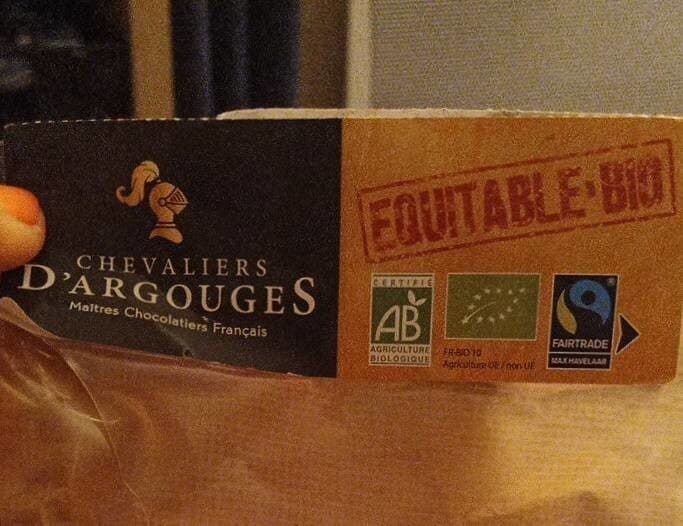 CHEVALIERS
D'ARGOUGES
Maîtres Chocolatiers Français
EQUITABLE•BIO
CERTIFIÉ
AB
AGRICULTURE
BIOLOGIQUE
FR-BIO 10
Agriculture UE / non UE
FAIRTRADE
MAX HAVELAAR